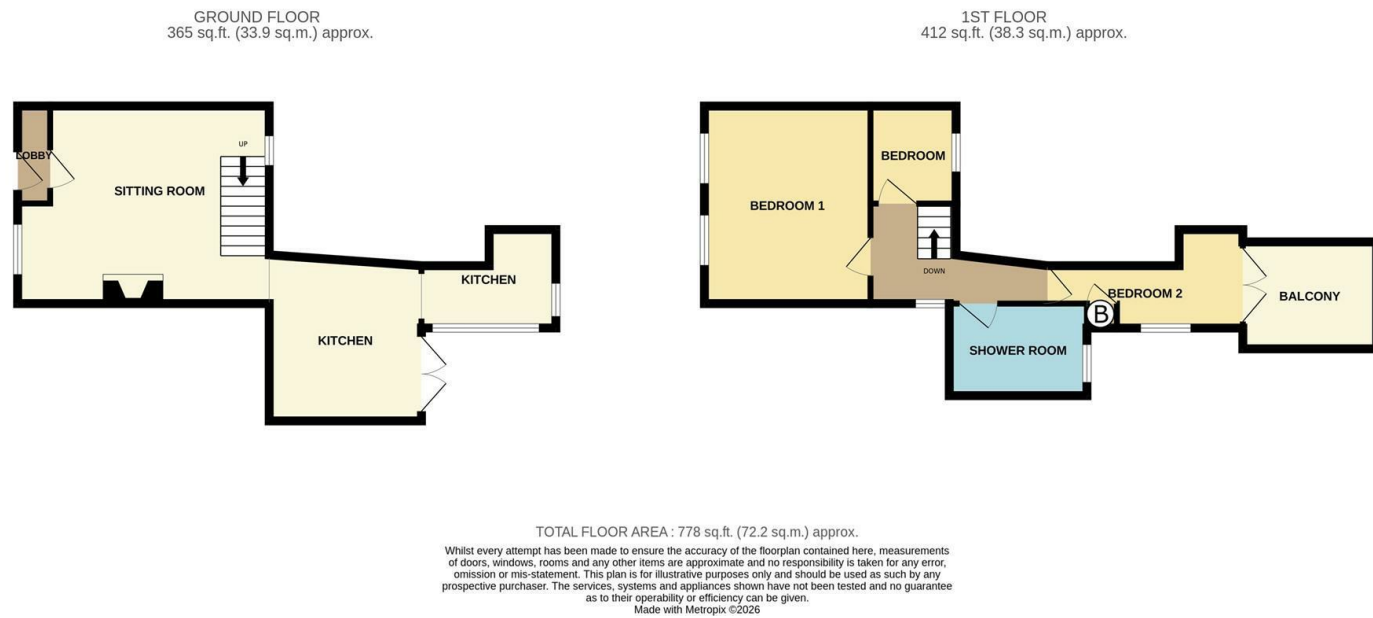 GROUND FLOOR
365 sq.ft. (33.9 sq.m.) approx.
LOBBY
UP
SITTING ROOM
KITCHEN
KITCHEN
1ST FLOOR
412 sq.ft. (38.3 sq.m.) approx.
BEDROOM
BEDROOM 1
DOWN
BEDROOM 2
BALCONY
B
SHOWER ROOM
TOTAL FLOOR AREA : 778 sq.ft. (72.2 sq.m.) approx.
Whilst every attempt has been made to ensure the accuracy of the floorplan contained here, measurements
of doors, windows, rooms and any other items are approximate and no responsibility is taken for any error,
omission or mis-statement. This plan is for illustrative purposes only and should be used as such by any
prospective purchaser. The services, systems and appliances shown have not been tested and no guarantee
as to their operability or efficiency can be given.
Made with Metropix ©2026